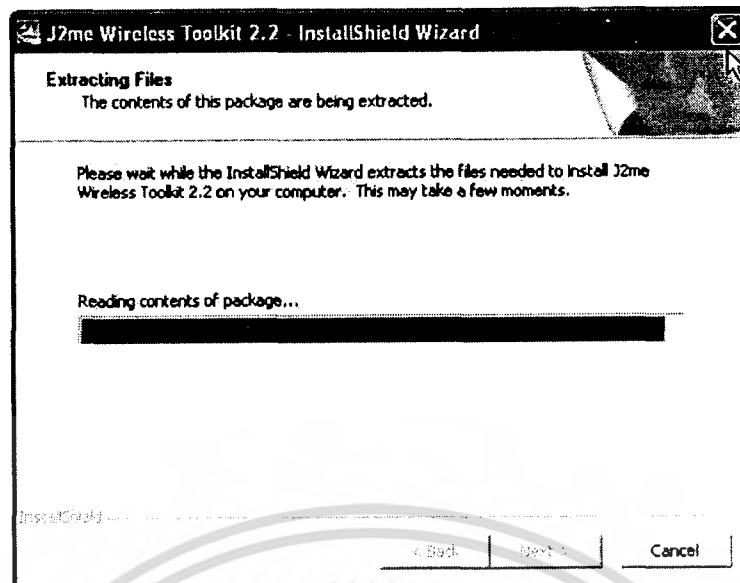 J2me Wireless Toolkit 2.2 - InstallShield Wizard
Extracting Files
The contents of this package are being extracted.
Please wait while the InstallShield Wizard extracts the files needed to install J2me
Wireless Toolkit 2.2 on your computer. This may take a few moments.
Reading contents of package...
InstallShield
< Back Next > Cancel